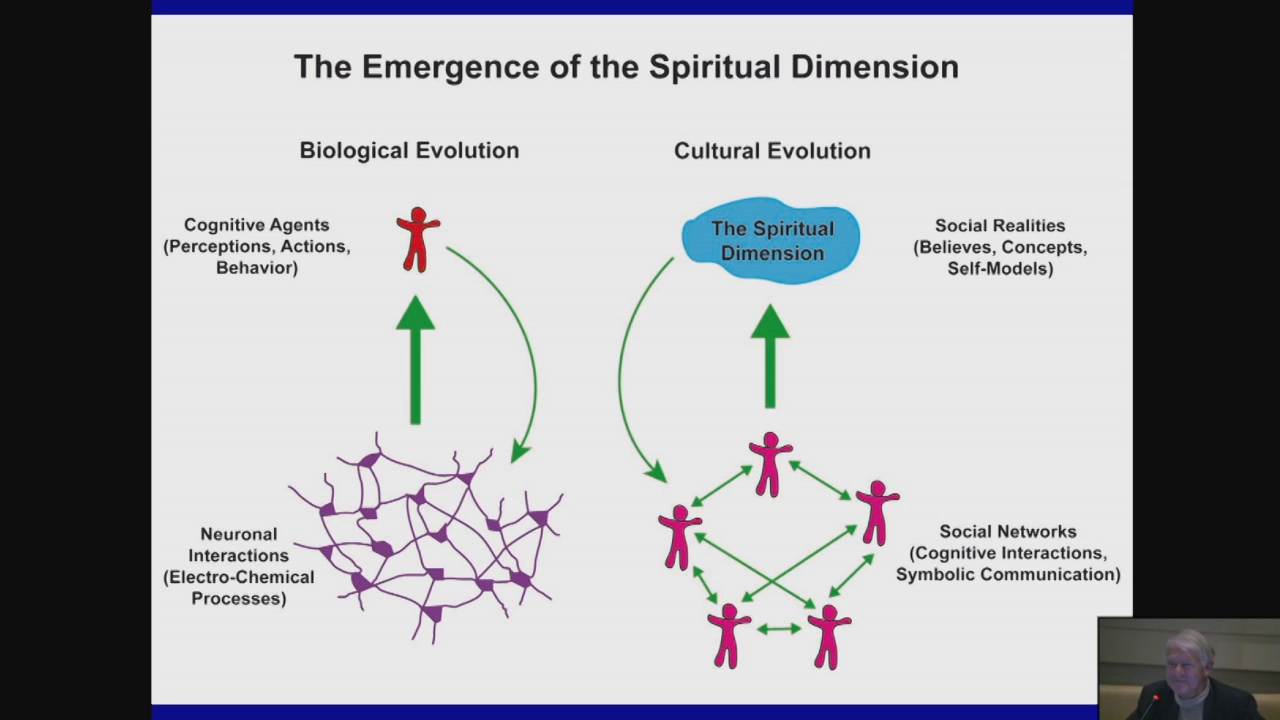 The Emergence of the Spiritual Dimension
Biological Evolution
Cognitive Agents
(Perceptions, Actions,
Behavior)
Neuronal
Interactions
(Electro-Chemical
Processes)
Cultural Evolution
The Spiritual
Dimension
Social Realities
(Believes, Concepts,
Self-Models)
Social Networks
(Cognitive Interactions,
Symbolic Communication)